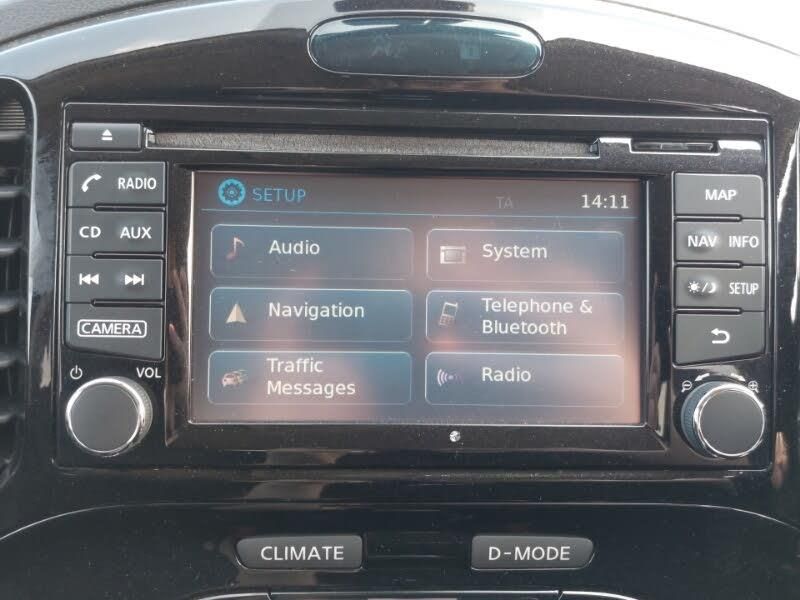 RADIO
CD AUX
CAMERA
VOL
SETUP
TA
14:11
Audio
System
Navigation
Telephone &
Bluetooth
Traffic
Messages
Radio
MAP
NAV INFO
SETUP
CLIMATE
D-MODE